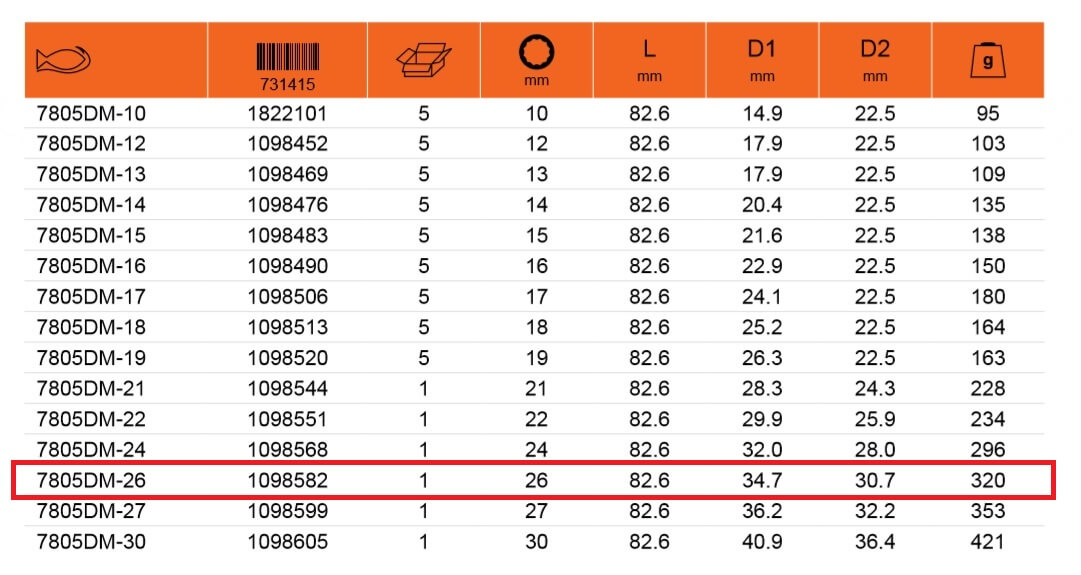 731415 mm L mm D1 mm D2 mm g
7805DM-10 1822101 5 10 82.6 14.9 22.5 95
7805DM-12 1098452 5 12 82.6 17.9 22.5 103
7805DM-13 1098469 5 13 82.6 17.9 22.5 109
7805DM-14 1098476 5 14 82.6 20.4 22.5 135
7805DM-15 1098483 5 15 82.6 21.6 22.5 138
7805DM-16 1098490 5 16 82.6 22.9 22.5 150
7805DM-17 1098506 5 17 82.6 24.1 22.5 180
7805DM-18 1098513 5 18 82.6 25.2 22.5 164
7805DM-19 1098520 5 19 82.6 26.3 22.5 163
7805DM-21 1098544 1 21 82.6 28.3 24.3 228
7805DM-22 1098551 1 22 82.6 29.9 25.9 234
7805DM-24 1098568 1 24 82.6 32.0 28.0 296
7805DM-26 1098582 1 26 82.6 34.7 30.7 320
7805DM-27 1098599 1 27 82.6 36.2 32.2 353
7805DM-30 1098605 1 30 82.6 40.9 36.4 421